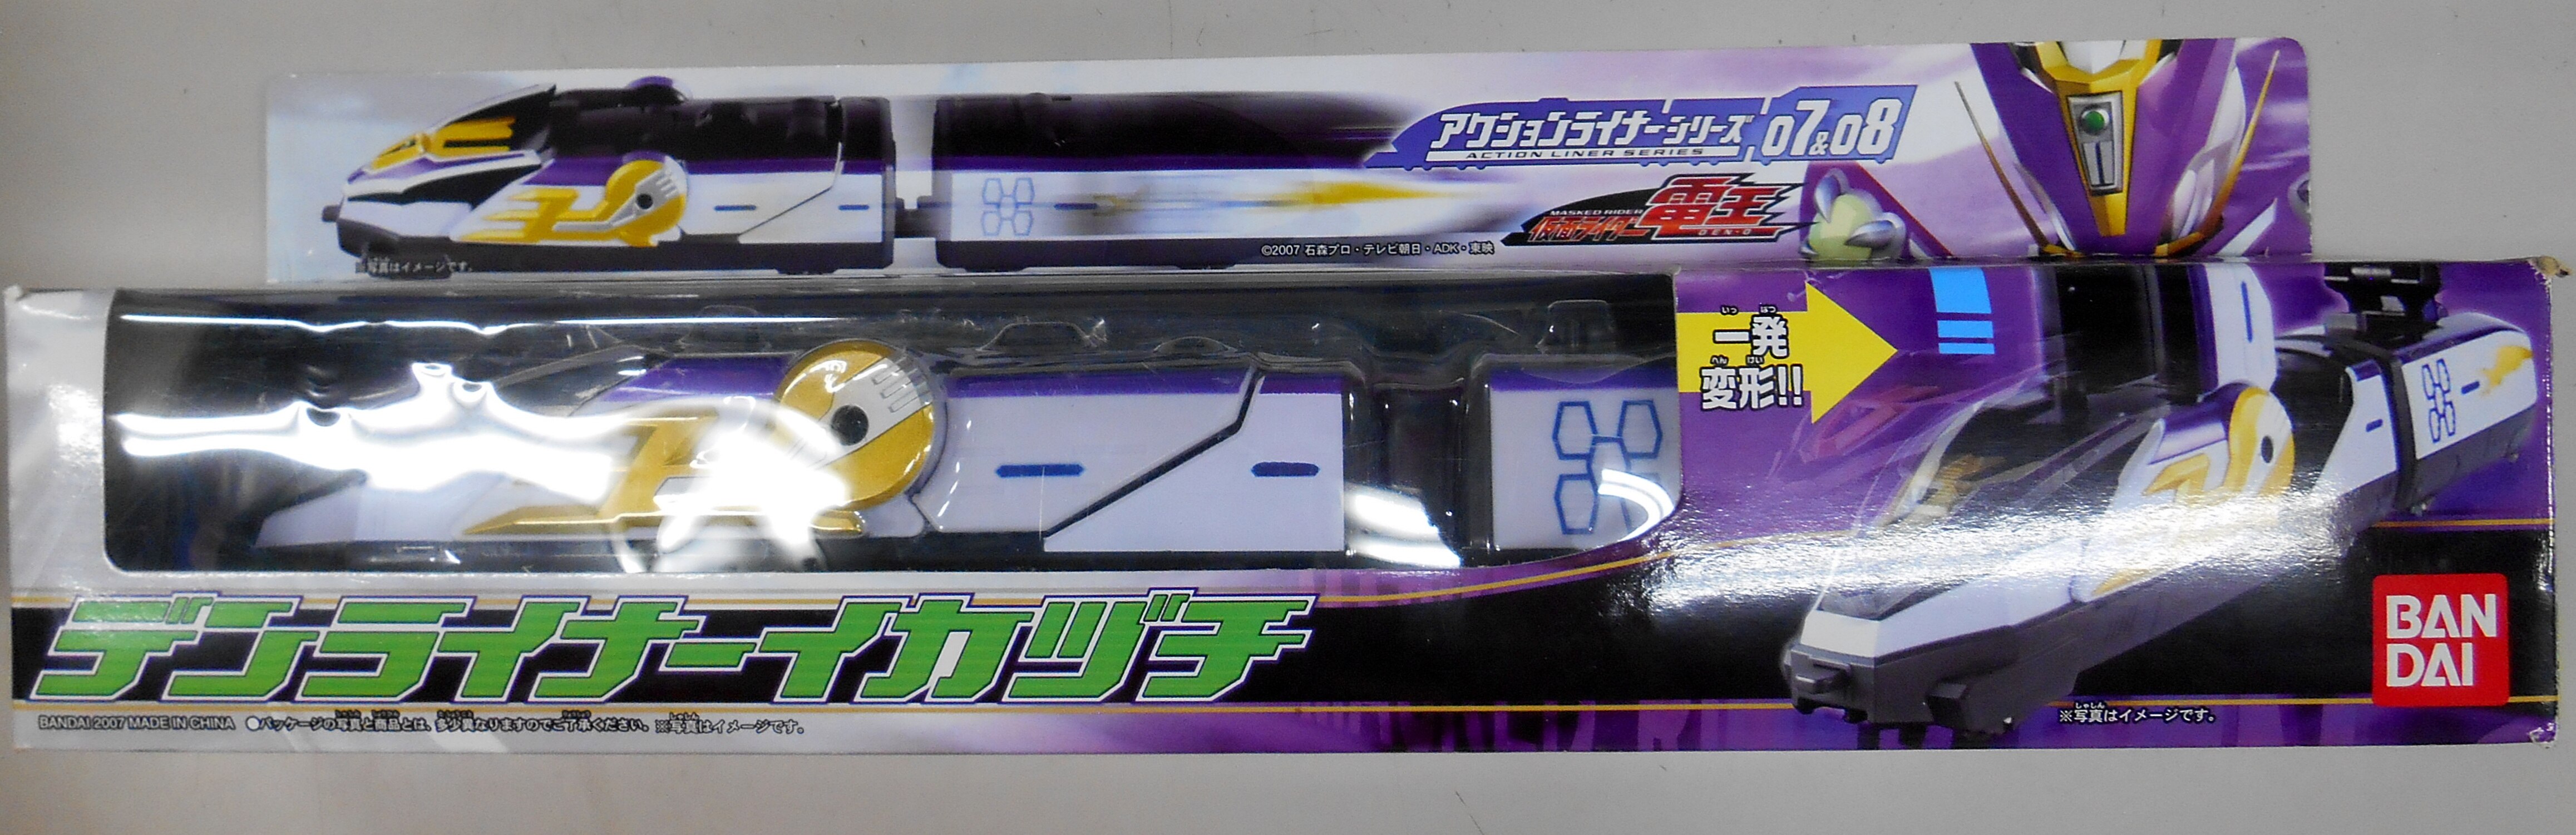 アクションライナーシリーズ 07&08
ACTION LINER SERIES
MASKED RIDER
仮面ライダー電王
DEN-O
©2007 石森プロ・テレビ朝日・ADK・東映
※写真はイメージです。
一発
変形!!
デンライナーイカヅチ
BAN
DAI
BANDAI 2007 MADE IN CHINA ●パッケージの写真と商品とは、多少異なりますのでご了承ください。※写真はイメージです。
※写真はイメージです。